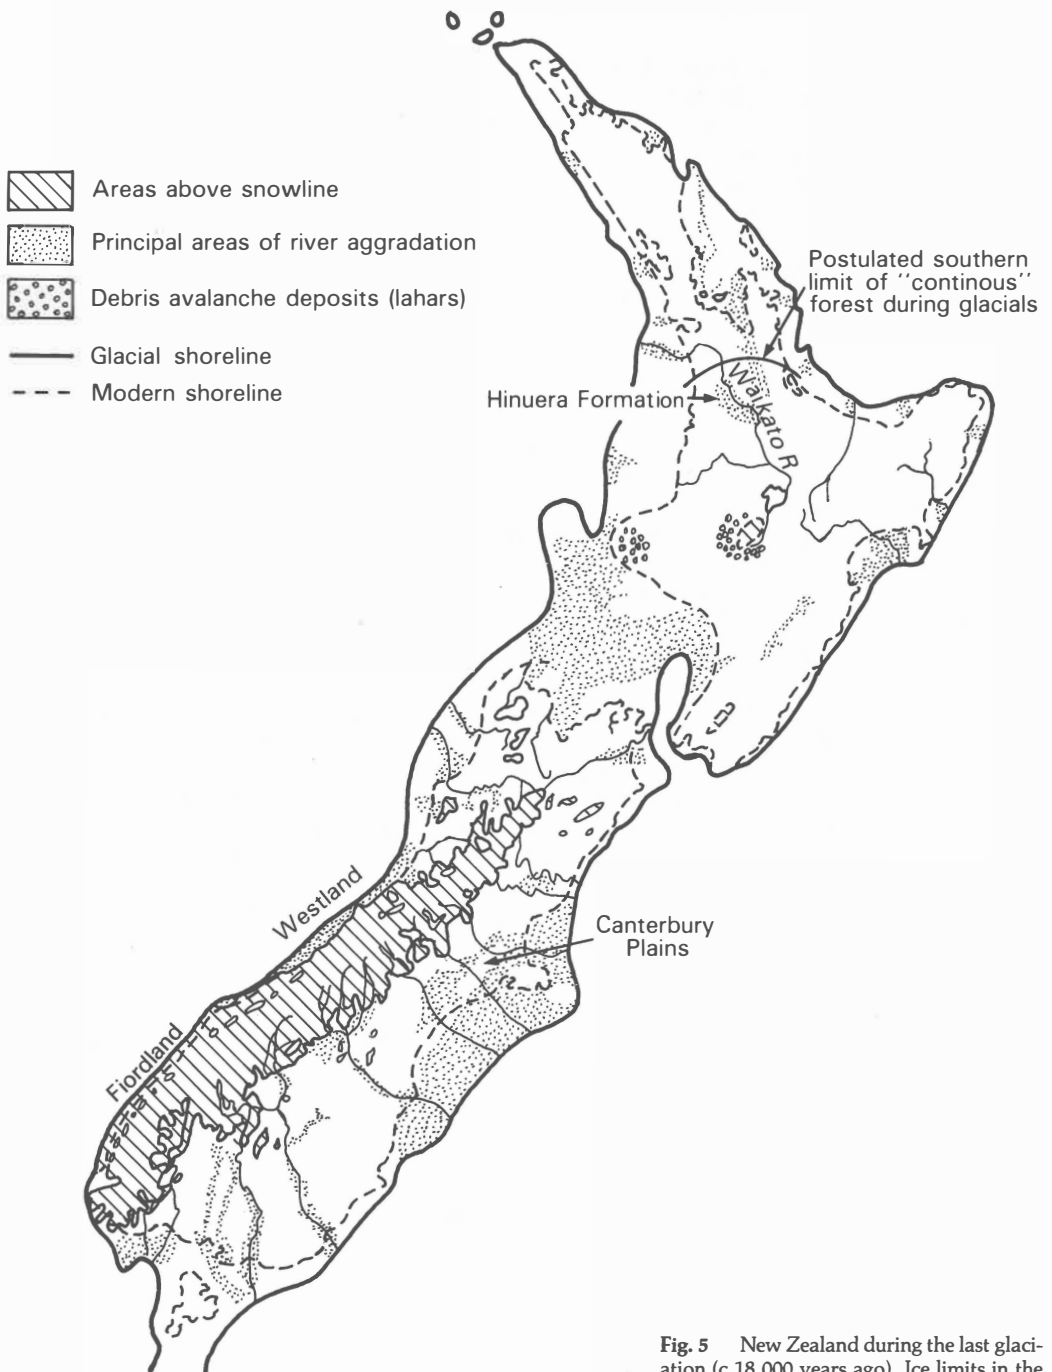 Areas above snowline
Principal areas of river aggradation
Debris avalanche deposits (lahars)
Glacial shoreline
Modern shoreline
Postulated southern
limit of "continous"
forest during glacials
Hinuera Formation
Waikato R
Westland
Canterbury
Plains
Fiordland
Fig. 5 New Zealand during the last glaci-
ation (c.18,000 years ago). Ice limits in the